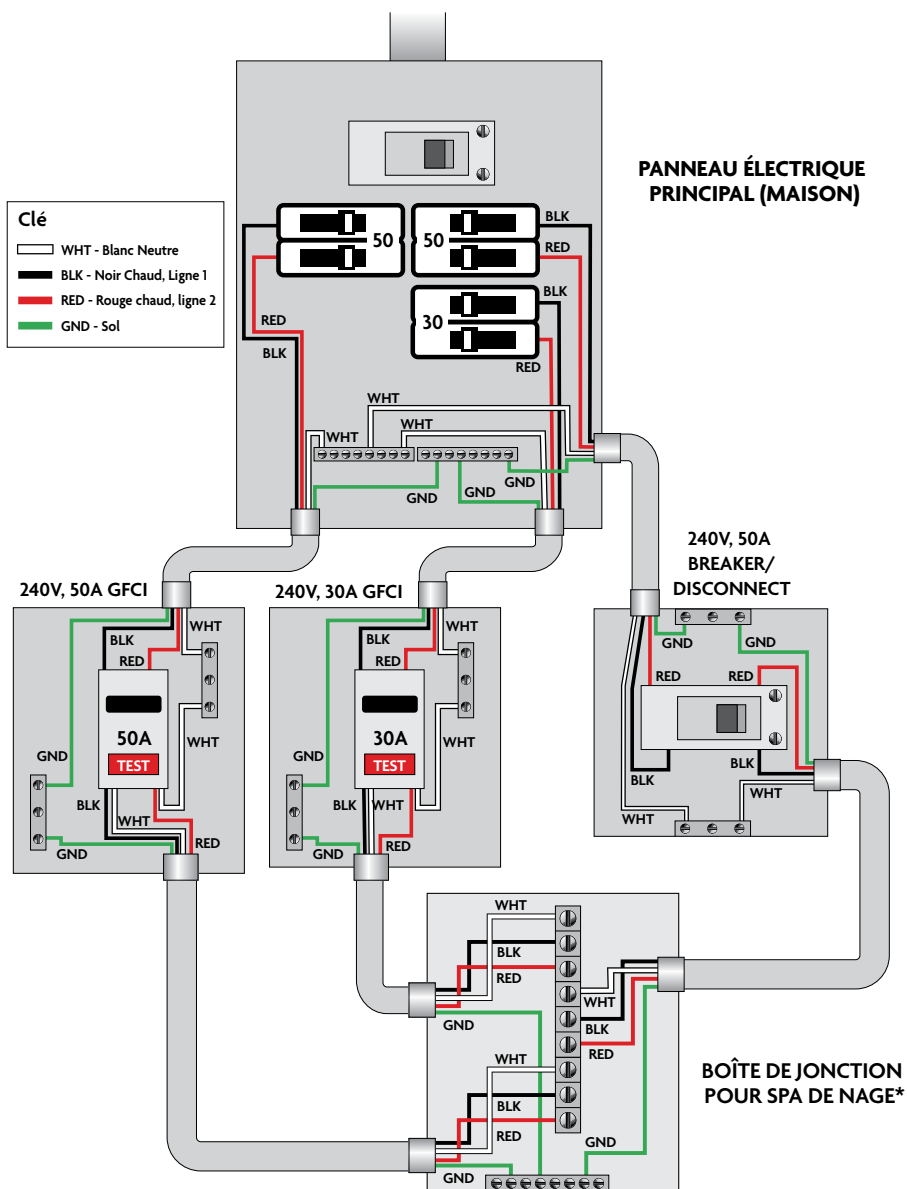 PANNEAU ÉLECTRIQUE
PRINCIPAL (MAISON)
Clé
WHT - Blanc Neutre
BLK - Noir Chaud, Ligne 1
RED - Rouge chaud, ligne 2
GND - Sol
50
50
BLK
RED
BLK
30
RED
RED
BLK
WHT
WHT
WHT
GND
GND
GND
240V, 50A
BREAKER/
DISCONNECT
240V, 50A GFCI
240V, 30A GFCI
WHT
BLK
RED
50A
TEST
WHT
GND
BLK
WHT
RED
GND
WHT
BLK
RED
30A
TEST
WHT
GND
BLK
WHT
RED
GND
GND
GND
RED
RED
BLK
BLK
WHT
WHT
WHT
BLK
RED
GND
WHT
BLK
RED
WHT
BLK
RED
GND
GND
BOÎTE DE JONCTION
POUR SPA DE NAGE*